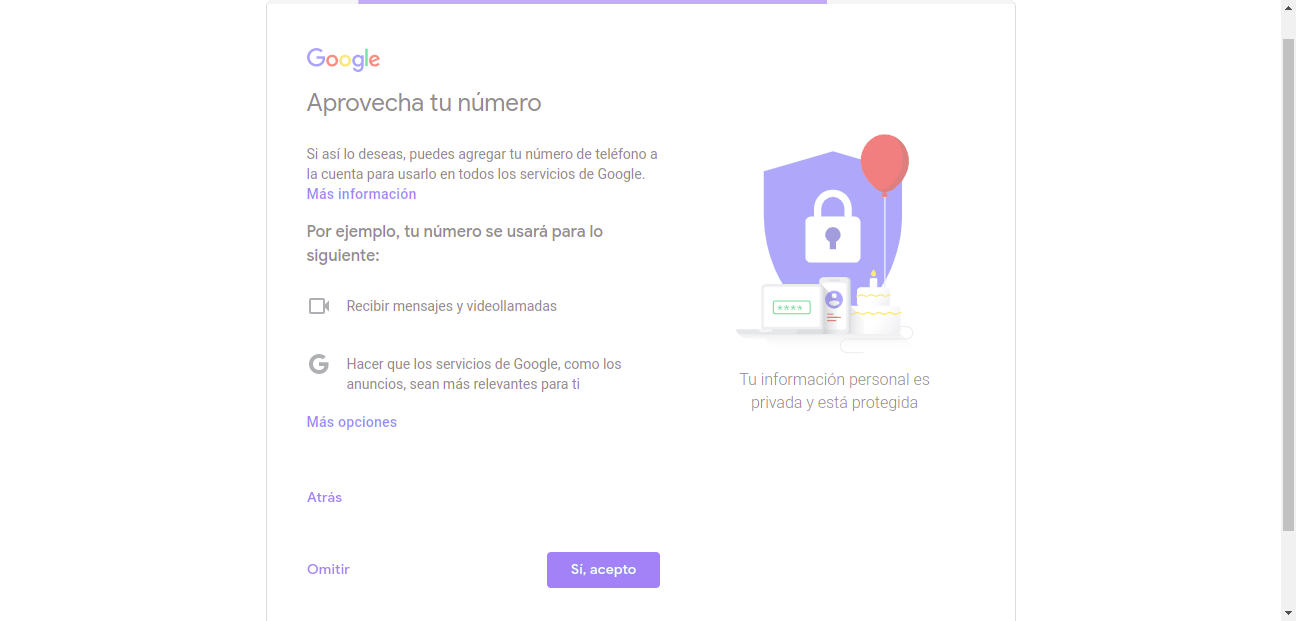 Google
Aprovecha tu número
Si así lo deseas, puedes agregar tu número de teléfono a
la cuenta para usarlo en todos los servicios de Google.
Más información
Por ejemplo, tu número se usará para lo
siguiente:
Recibir mensajes y videollamadas
G
Hacer que los servicios de Google, como los
anuncios, sean más relevantes para ti
Más opciones
Atrás
Omitir
Sí, acepto
****
Tu información personal es
privada y está protegida